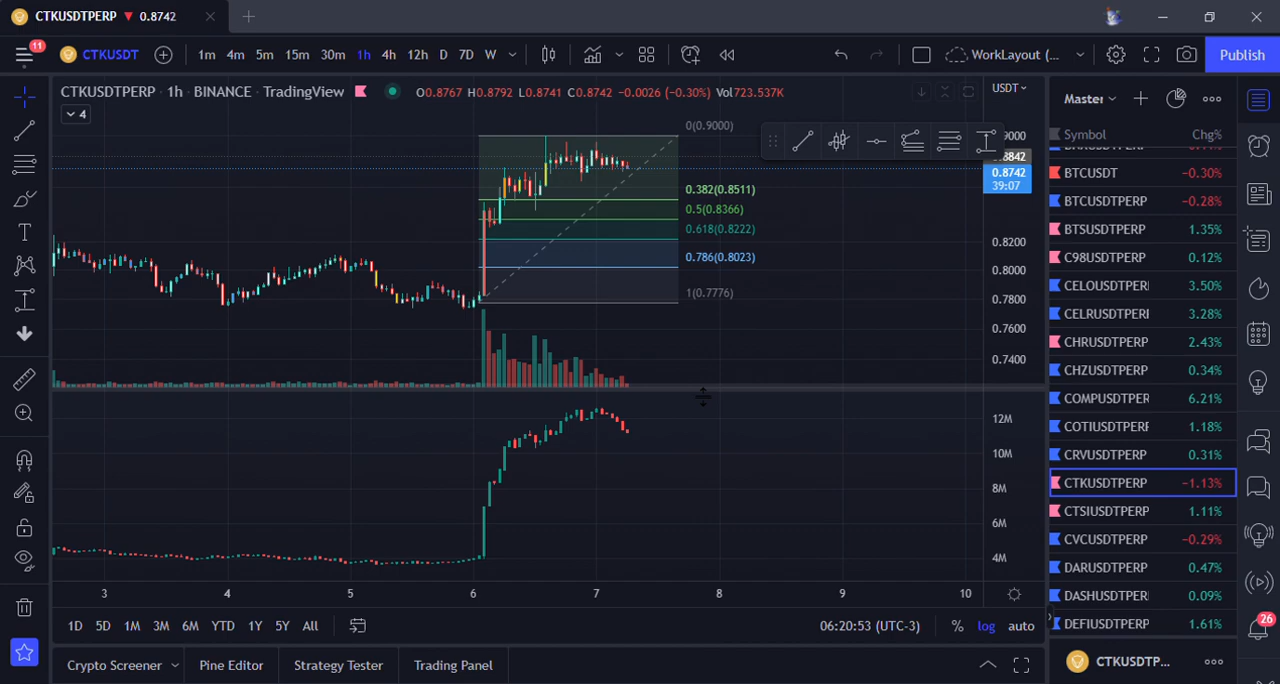 CTKUSDTPERP ▼ 0.8742
11
CTKUSDT
1m 4m 5m 15m 30m 1h 4h 12h D 7D W
WorkLayout (...
Publish
CTKUSDTPERP · 1h · BINANCE · TradingView
O0.8767 H0.8792 L0.8741 C0.8742 −0.0026 (−0.30%) Vol723.537K
4
USDT
0(0.9000)
0.382(0.8511)
0.5(0.8366)
0.618(0.8222)
0.786(0.8023)
1(0.7776)
9000
8842
0.8742
39:07
0.8200
0.8000
0.7800
0.7600
0.7400
12M
10M
8M
6M
4M
3 4 5 6 7 8 9 10
1D 5D 1M 3M 6M YTD 1Y 5Y All
06:20:53 (UTC-3) % log auto
Crypto Screener Pine Editor Strategy Tester Trading Panel
Master
Symbol Chg%
BTCUSDT −0.30%
BTCUSDPERP −0.28%
BTSUSDTPERP 1.35%
C98USDTPERP 0.12%
CELOUSDTPERI 3.50%
CELRUSDTPERI 3.28%
CHRUSDTPERP 2.43%
CHZUSDTPERP 0.34%
COMPUSDTPER 6.21%
COTIUSDTPERF 1.18%
CRVUSDTPERP 0.31%
CTKUSDTPERP −1.13%
CTSIUSDTPERP 1.11%
CVCUSDTPERP −0.29%
DARUSDTPERP 0.47%
DASHUSDTPER 0.09%
DEFIUSDTPERP 1.61%
CTKUSDTP...
26